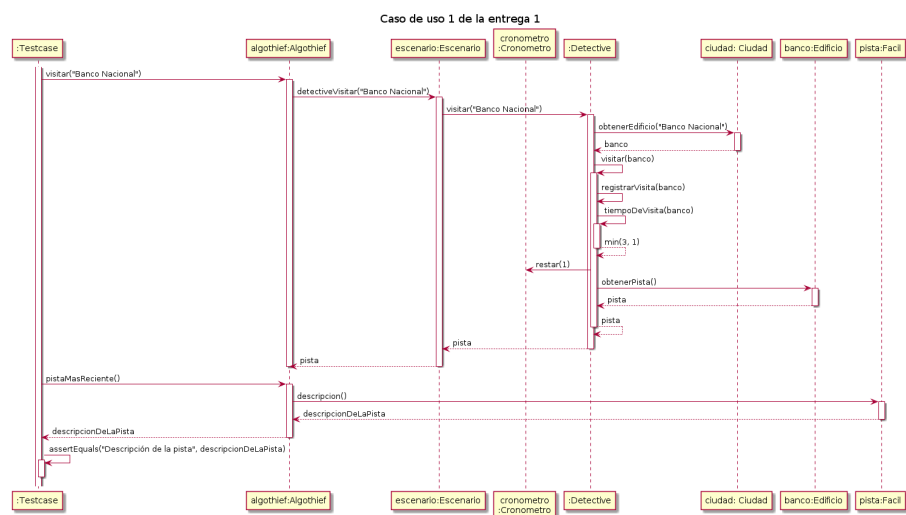 Caso de uso 1 de la entrega 1
:Testcase
algothief:Algothief
escenario:Escenario
cronometro
:Cronometro
:Detective
ciudad: Ciudad
banco:Edificio
pista:Facil
visitar("Banco Nacional")
detectiveVisitar("Banco Nacional")
visitar("Banco Nacional")
obtenerEdificio("Banco Nacional")
banco
visitar(banco)
registrarVisita(banco)
tiempoDeVisita(banco)
min(3, 1)
restar(1)
obtenerPista()
pista
pista
pista
pista
pistaMasReciente()
descripcion()
descripcionDeLaPista
descripcionDeLaPista
assertEquals("Descripción de la pista", descripcionDeLaPista)
:Testcase
algothief:Algothief
escenario:Escenario
cronometro
:Cronometro
:Detective
ciudad: Ciudad
banco:Edificio
pista:Facil